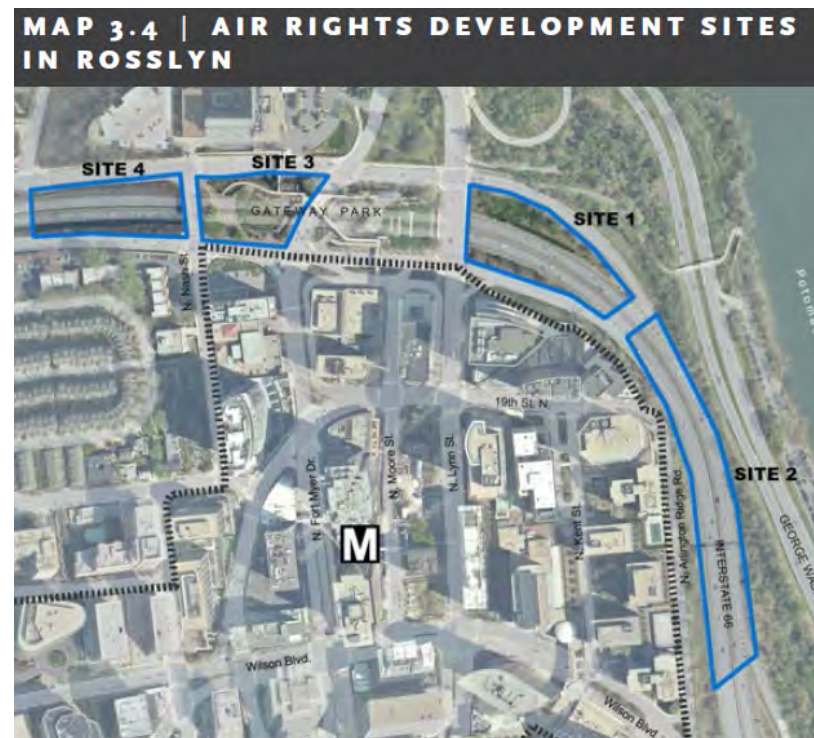 MAP 3.4 | AIR RIGHTS DEVELOPMENT SITES
IN ROSSLYN
SITE 4
SITE 3
GATEWAY PARK
SITE 1
N. Nash St.
Potoma
19th St. N.
N. Fort Myer Dr.
N. Moore St.
N. Lynn St.
SITE 2
N. Kent St.
N. Arlington Ridge Rd.
INTERSTATE 66
GEORGE WA
M
Wilson Blvd.
Wilson Blvd.